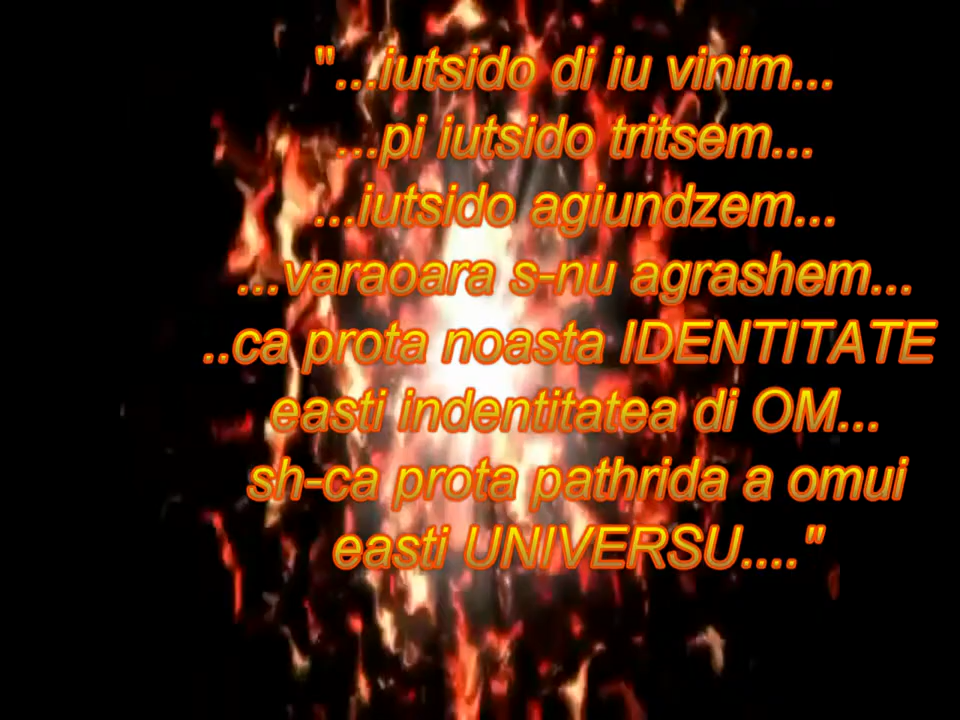 "...iutsido di iu vinim...
...pi iutsido tritsem...
...iutsido agiundzem...
...varaoara s-nu agrashem...
..ca prota noasta IDENTITATE
easti indentitatea di OM...
sh-ca prota pathrida a omui
easti UNIVERSU...."